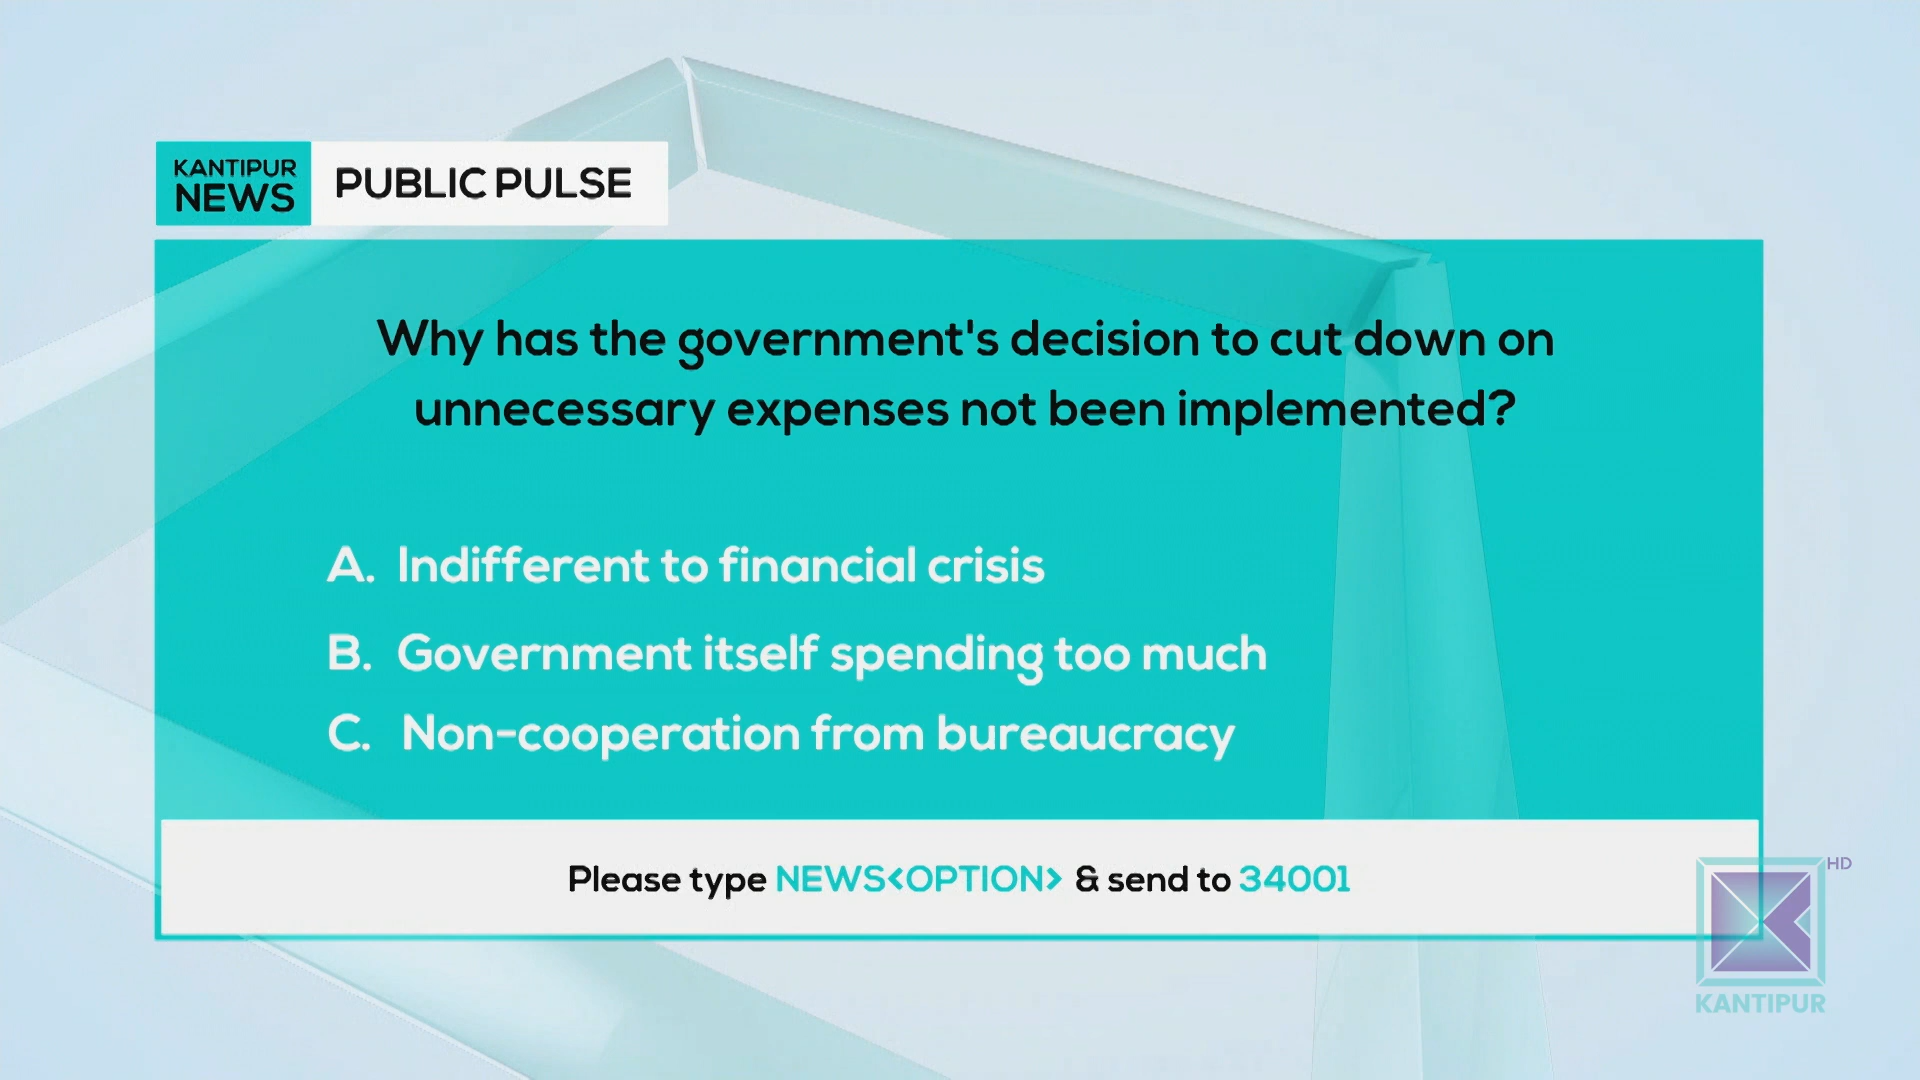 KANTIPUR
NEWS
PUBLIC PULSE
Why has the government's decision to cut down on
unnecessary expenses not been implemented?
A. Indifferent to financial crisis
B. Government itself spending too much
C. Non-cooperation from bureaucracy
Please type NEWS<OPTION> & send to 34001
HD
KANTIPUR